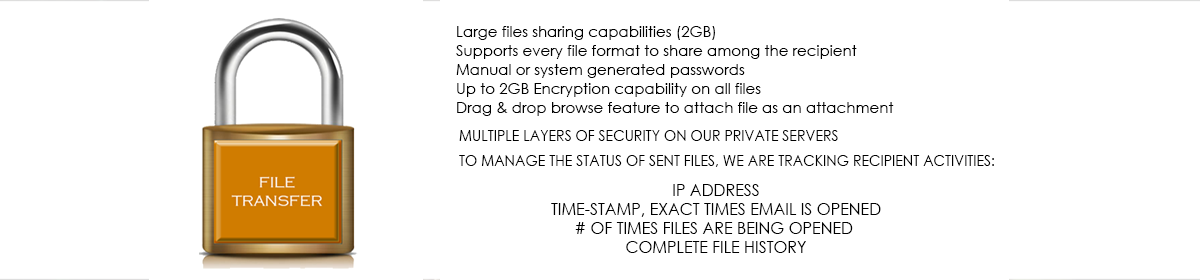 FILE
TRANSFER
Large files sharing capabilities (2GB)
Supports every file format to share among the recipient
Manual or system generated passwords
Up to 2GB Encryption capability on all files
Drag & drop browse feature to attach file as an attachment
MULTIPLE LAYERS OF SECURITY ON OUR PRIVATE SERVERS
TO MANAGE THE STATUS OF SENT FILES, WE ARE TRACKING RECIPIENT ACTIVITIES:
IP ADDRESS
TIME-STAMP, EXACT TIMES EMAIL IS OPENED
# OF TIMES FILES ARE BEING OPENED
COMPLETE FILE HISTORY